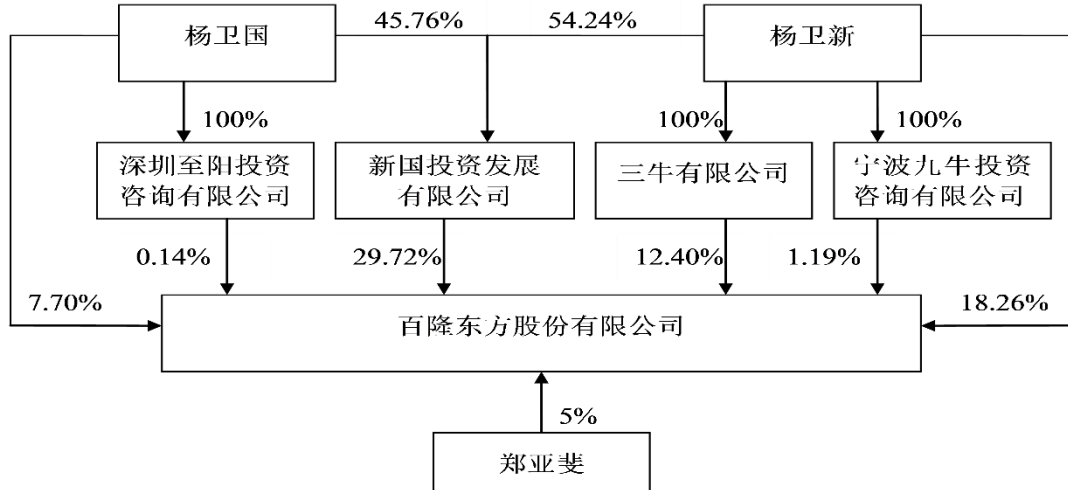 杨卫国
45.76%
54.24%
杨卫新
100%
100%
100%
深圳至阳投资
咨询有限公司
新国投资发展
有限公司
三牛有限公司
宁波九牛投资
咨询有限公司
0.14%
29.72%
12.40%
1.19%
7.70%
百隆东方股份有限公司
18.26%
5%
郑亚斐